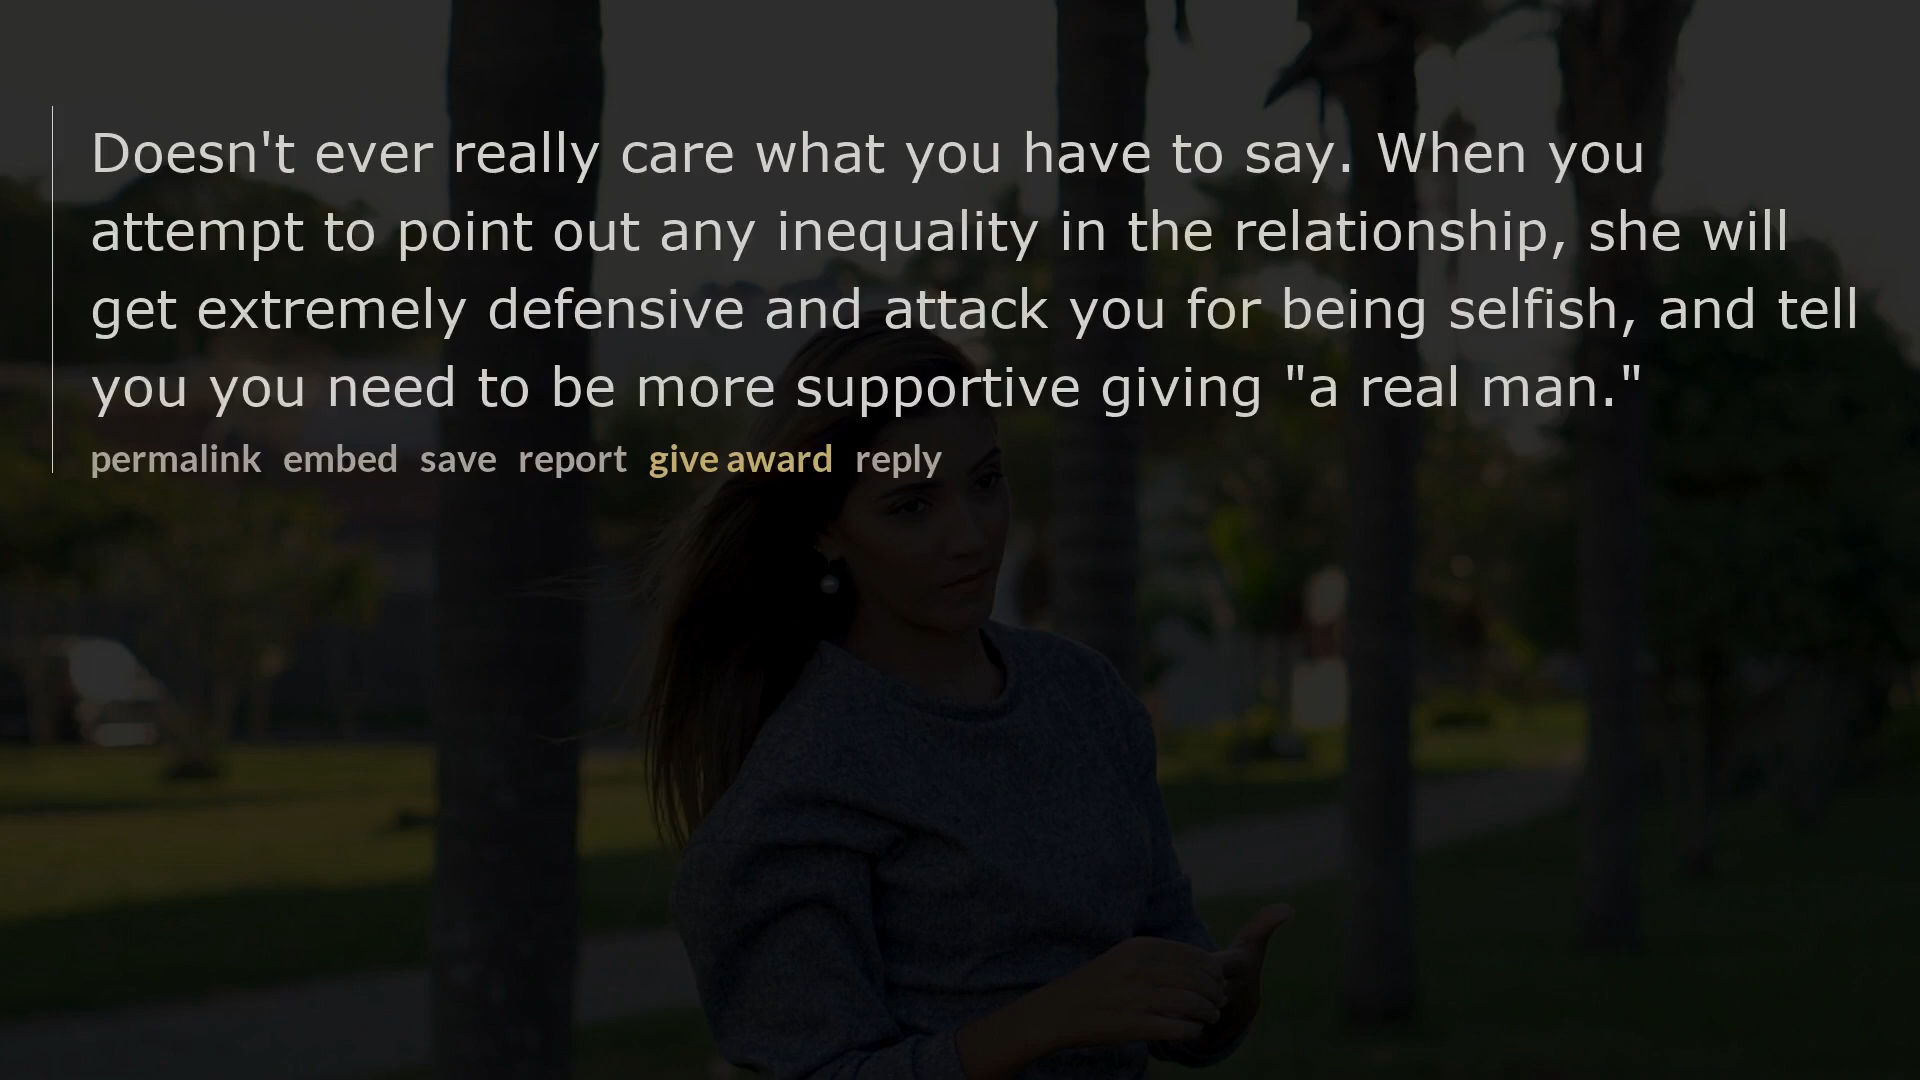 Doesn't ever really care what you have to say. When you
attempt to point out any inequality in the relationship, she will
get extremely defensive and attack you for being selfish, and tell
you you need to be more supportive giving "a real man."
permalink embed save report give award reply